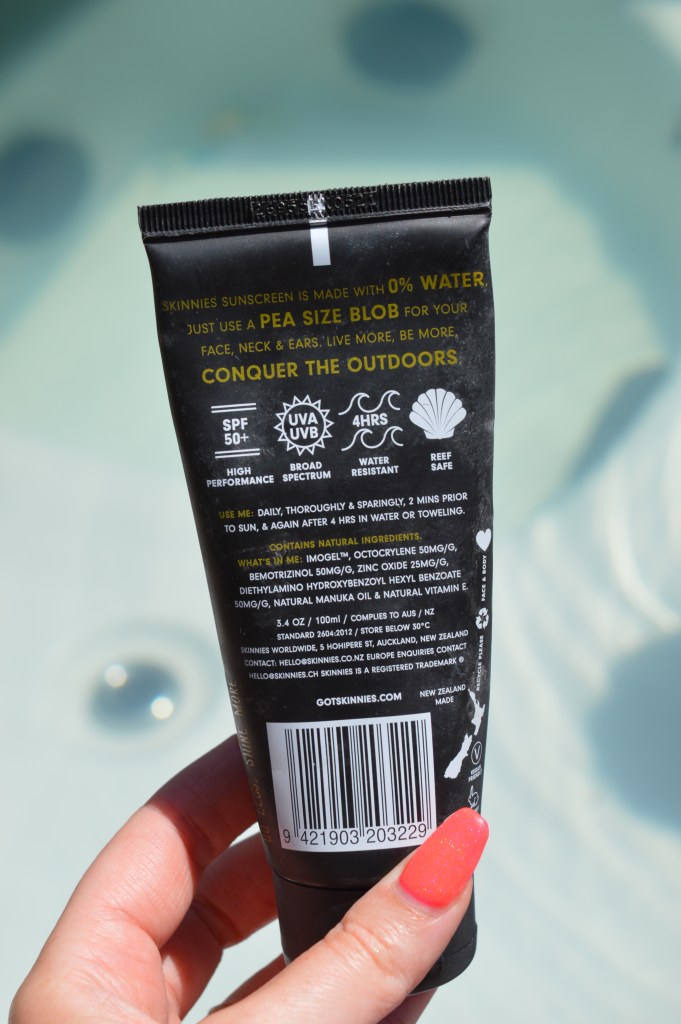 SKINNIES SUNSCREEN IS MADE WITH 0% WATER,
JUST USE A PEA SIZE BLOB FOR YOUR
FACE, NECK & EARS. LIVE MORE, BE MORE,
CONQUER THE OUTDOORS.
SPF 50+
HIGH PERFORMANCE
UVA UVB
BROAD SPECTRUM
4HRS
WATER RESISTANT
REEF SAFE
USE ME: DAILY, THOROUGHLY & SPARINGLY, 2 MINS PRIOR
TO SUN, & AGAIN AFTER 4 HRS IN WATER OR TOWELING.
CONTAINS NATURAL INGREDIENTS.
WHAT'S IN ME: IMOGEL™, OCTOCRYLENE 50MG/G,
BEMOTRIZINOL 50MG/G, ZINC OXIDE 25MG/G,
DIETHYLAMINO HYDROXYBENZOYL HEXYL BENZOATE
50MG/G, NATURAL MANUKA OIL & NATURAL VITAMIN E.
3.4 OZ / 100ml / COMPLIES TO AUS / NZ
STANDARD 2604:2012 / STORE BELOW 30°C
SKINNIES WORLDWIDE, 5 HOHIPERE ST, AUCKLAND, NEW ZEALAND
CONTACT: HELLO@SKINNIES.CO.NZ EUROPE ENQUIRIES CONTACT
HELLO@SKINNIES.CH SKINNIES IS A REGISTERED TRADEMARK ®
GOTSKINNIES.COM
NEW ZEALAND
MADE
FACE & BODY
RECYCLE PLEASE
SHINE MORE
9 421903 203229